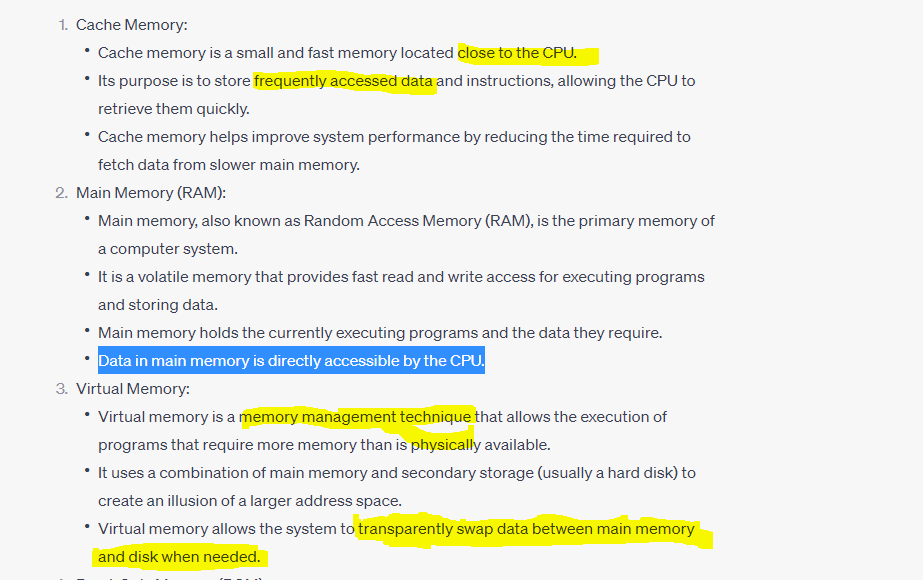 1. Cache Memory:
• Cache memory is a small and fast memory located close to the CPU.
• Its purpose is to store frequently accessed data and instructions, allowing the CPU to
retrieve them quickly.
• Cache memory helps improve system performance by reducing the time required to
fetch data from slower main memory.
2. Main Memory (RAM):
• Main memory, also known as Random Access Memory (RAM), is the primary memory of
a computer system.
• It is a volatile memory that provides fast read and write access for executing programs
and storing data.
• Main memory holds the currently executing programs and the data they require.
• Data in main memory is directly accessible by the CPU.
3. Virtual Memory:
• Virtual memory is a memory management technique that allows the execution of
programs that require more memory than is physically available.
• It uses a combination of main memory and secondary storage (usually a hard disk) to
create an illusion of a larger address space.
• Virtual memory allows the system to transparently swap data between main memory
and disk when needed.